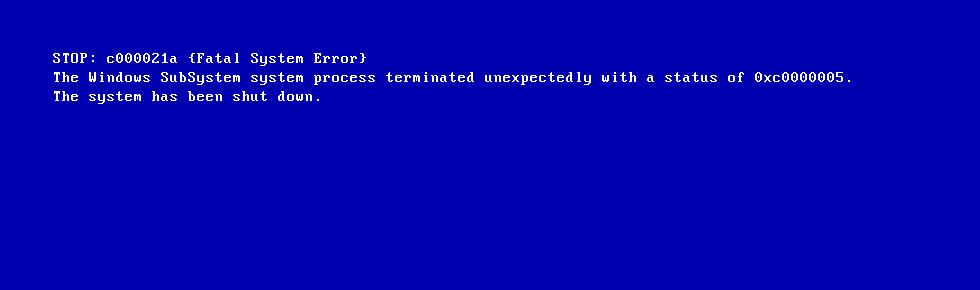 STOP: c000021a {Fatal System Error}
The Windows SubSystem system process terminated unexpectedly with a status of 0xc0000005.
The system has been shut down.